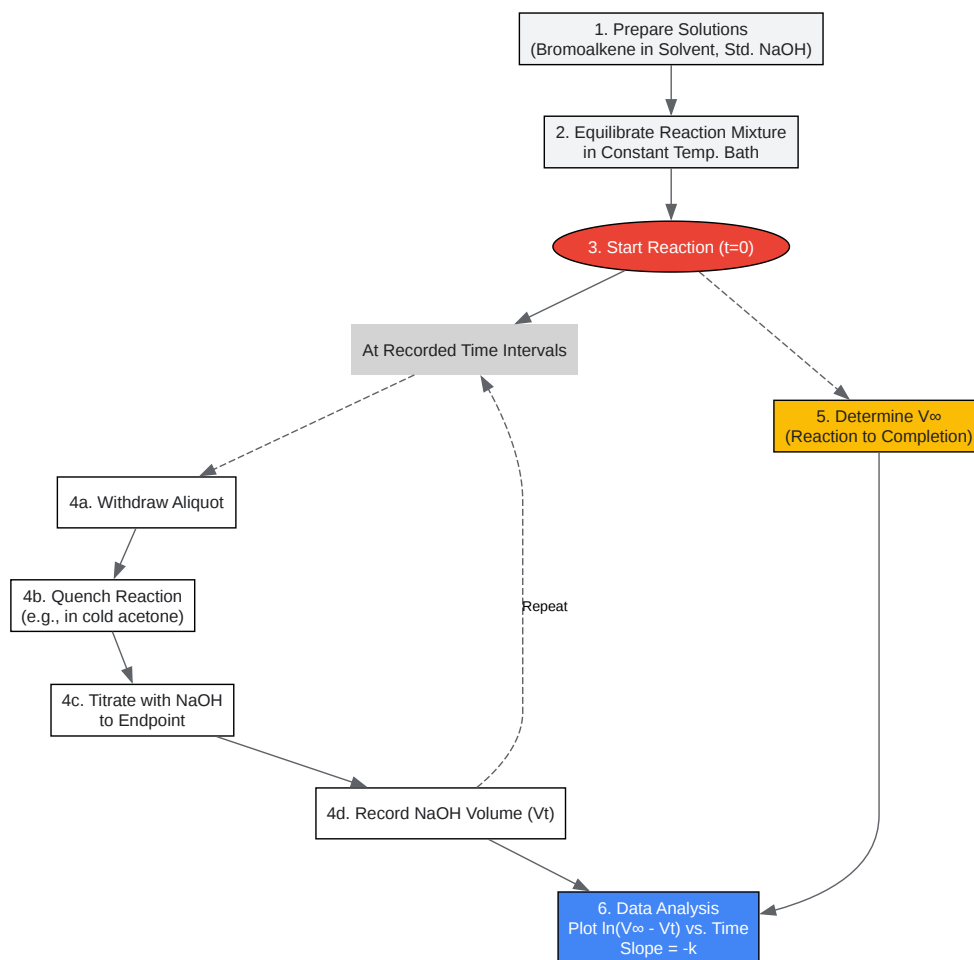 1. Prepare Solutions
(Bromoalkene in Solvent, Std. NaOH)
2. Equilibrate Reaction Mixture
in Constant Temp. Bath
3. Start Reaction (t=0)
At Recorded Time Intervals
5. Determine V∞
(Reaction to Completion)
4a. Withdraw Aliquot
4b. Quench Reaction
(e.g., in cold acetone)
Repeat
4c. Titrate with NaOH
to Endpoint
4d. Record NaOH Volume (Vt)
6. Data Analysis
Plot ln(V∞ - Vt) vs. Time
Slope = -k